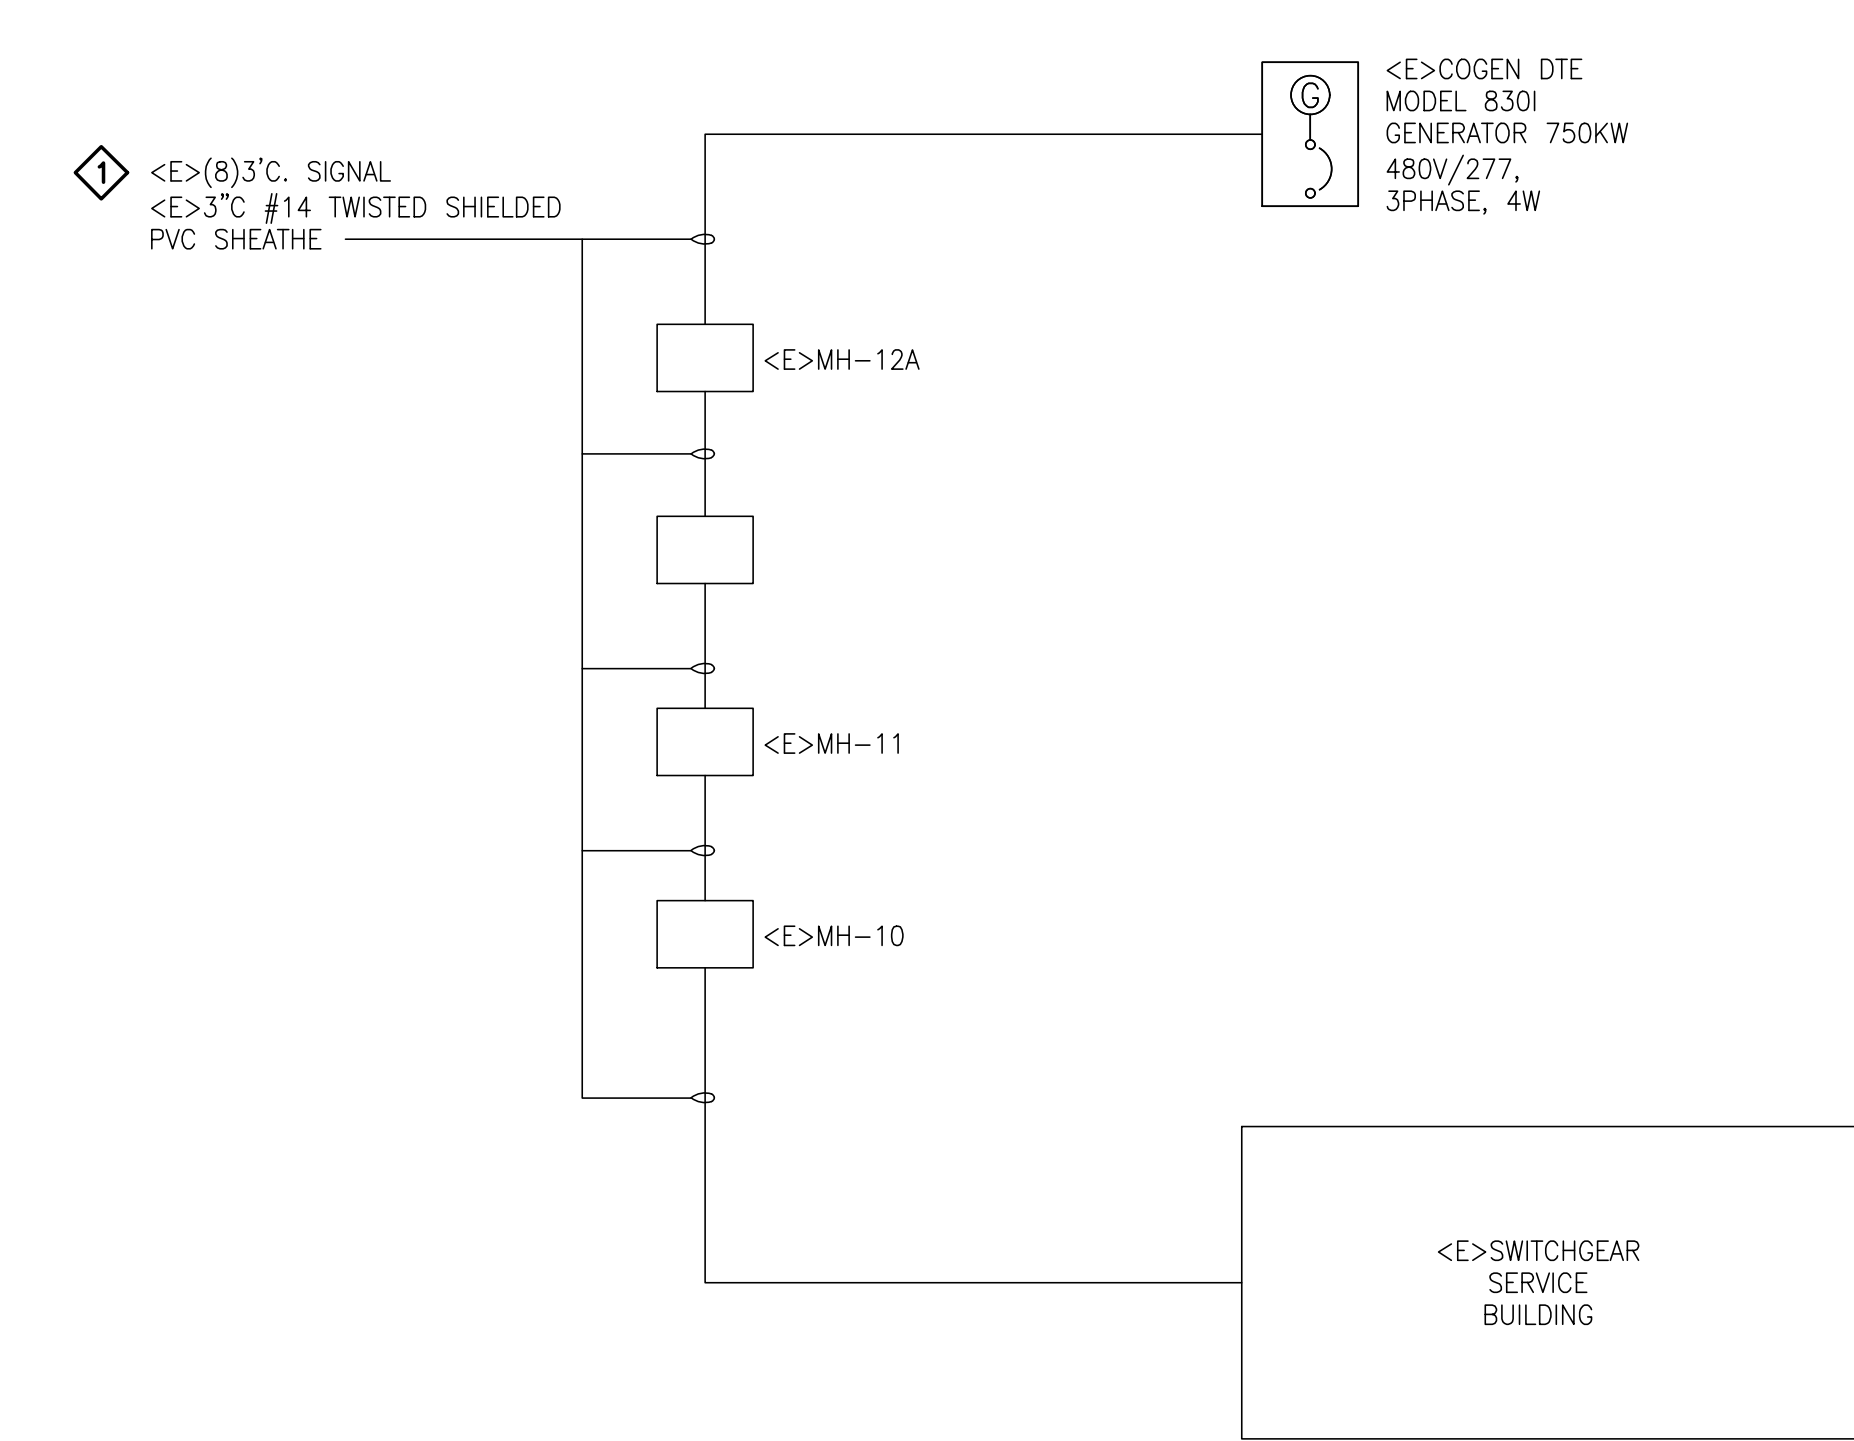 G
<E>COGEN DTE
MODEL 830I
GENERATOR 750KW
480V/277,
3PHASE, 4W
1
<E>(8)3'C. SIGNAL
<E>3"C #14 TWISTED SHIELDED
PVC SHEATHE
<E>MH-12A
<E>MH-11
<E>MH-10
<E>SWITCHGEAR
SERVICE
BUILDING